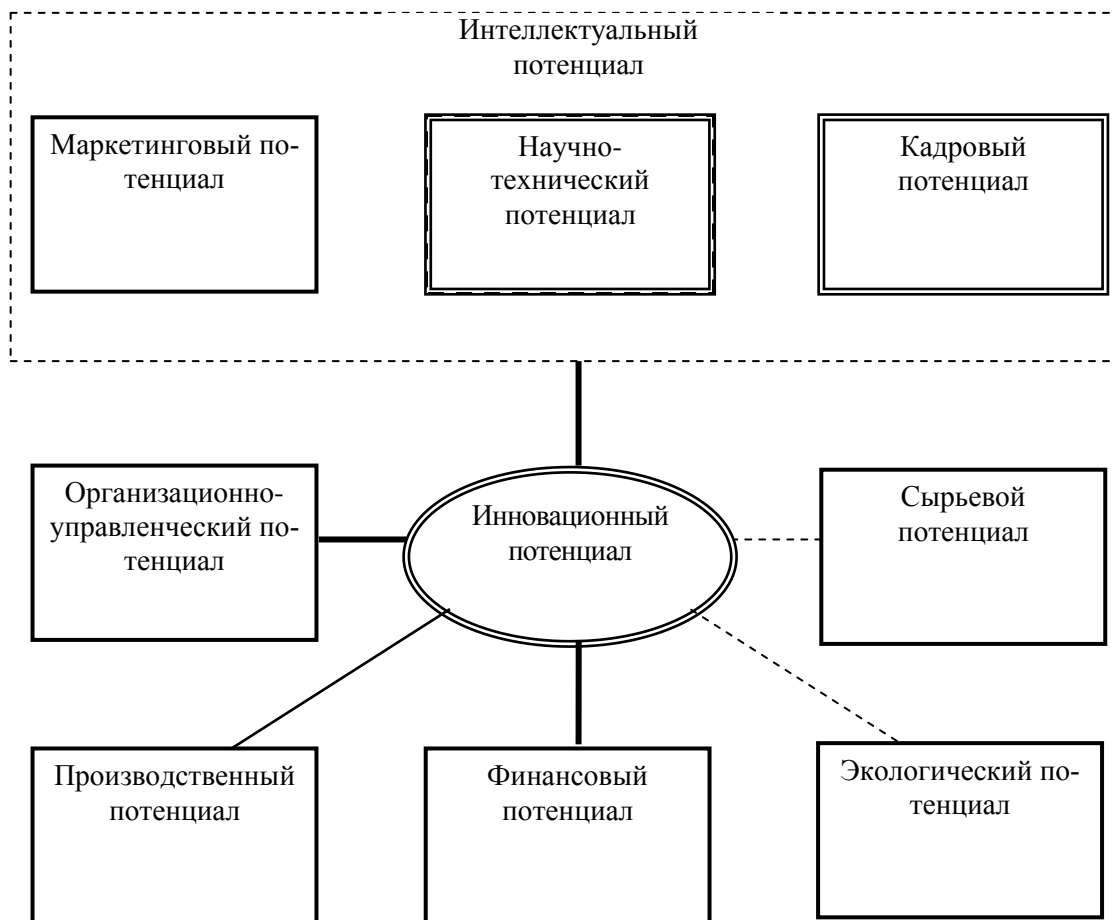 Интеллектуальный
потенциал
Маркетинговый по-
тенциал
Научно-
технический
потенциал
Кадровый
потенциал
Организационно-
управленческий по-
тенциал
Инновационный
потенциал
Сырьевой
потенциал
Производственный
потенциал
Финансовый
потенциал
Экологический по-
тенциал